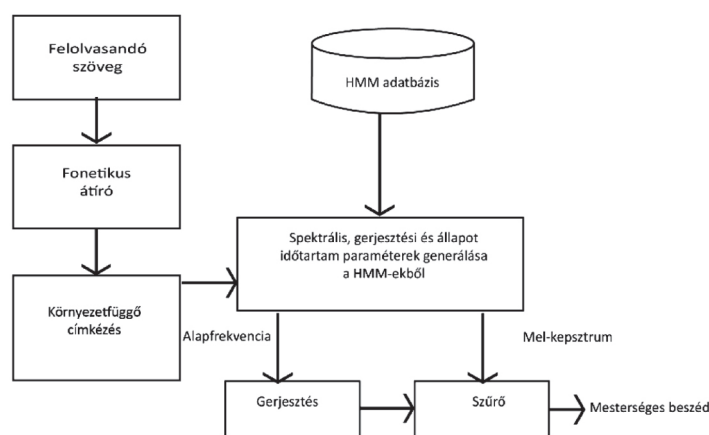 Felolvasandó
szöveg
HMM adatbázis
Fonetikus
átíró
Spektrális, gerjesztési és állapot
időtartam paraméterek generálása
a HMM-ekből
Környezetfüggő
címkézés
Alapfrekvencia
Mel-kepsztrum
Gerjesztés
Szűrő
Mesterséges beszéd